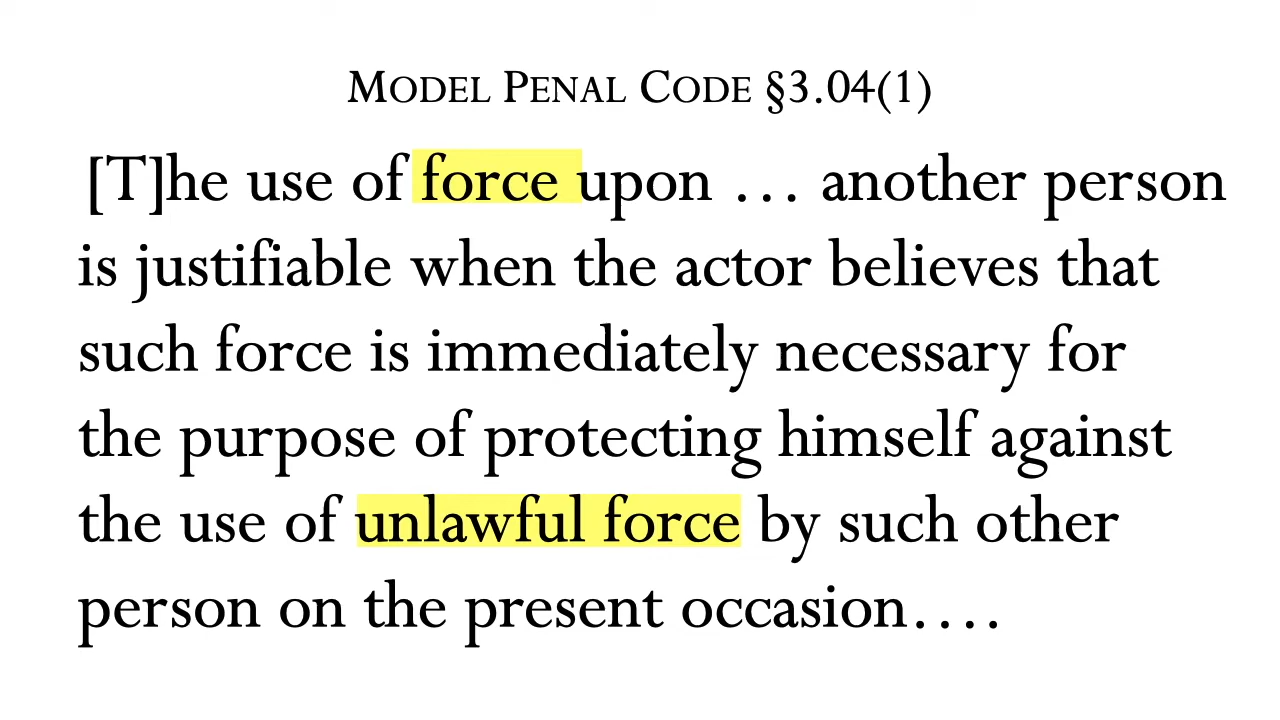 MODEL PENAL CODE §3.04(1)
[T]he use of force upon … another person
is justifiable when the actor believes that
such force is immediately necessary for
the purpose of protecting himself against
the use of unlawful force by such other
person on the present occasion….